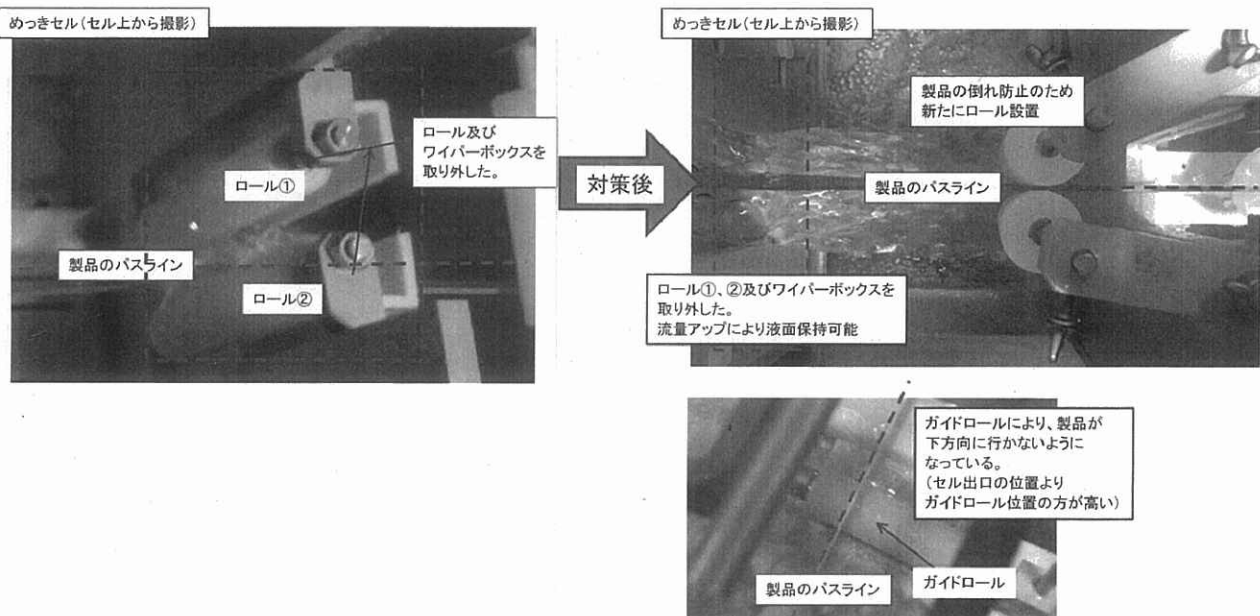 めっきセル(セル上から撮影)
ロール及び
ワイパーボックスを
取り外した。
ロール①
製品のパスライン
ロール②
対策後
めっきセル(セル上から撮影)
製品の倒れ防止のため
新たにロール設置
製品のパスライン
ロール①、②及びワイパーボックスを
取り外した。
流量アップにより液面保持可能
ガイドロールにより、製品が
下方向に行かないように
なっている。
(セル出口の位置より
ガイドロール位置の方が高い)
製品のパスライン
ガイドロール